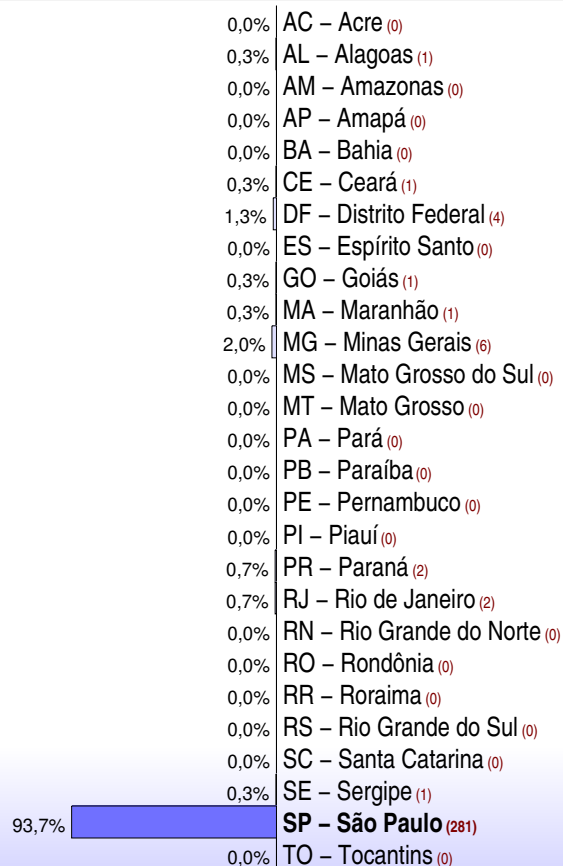 0,0% AC – Acre (0)
0,3% AL – Alagoas (1)
0,0% AM – Amazonas (0)
0,0% AP – Amapá (0)
0,0% BA – Bahia (0)
0,3% CE – Ceará (1)
1,3% DF – Distrito Federal (4)
0,0% ES – Espírito Santo (0)
0,3% GO – Goiás (1)
0,3% MA – Maranhão (1)
2,0% MG – Minas Gerais (6)
0,0% MS – Mato Grosso do Sul (0)
0,0% MT – Mato Grosso (0)
0,0% PA – Pará (0)
0,0% PB – Paraíba (0)
0,0% PE – Pernambuco (0)
0,0% PI – Piauí (0)
0,7% PR – Paraná (2)
0,7% RJ – Rio de Janeiro (2)
0,0% RN – Rio Grande do Norte (0)
0,0% RO – Rondônia (0)
0,0% RR – Roraima (0)
0,0% RS – Rio Grande do Sul (0)
0,0% SC – Santa Catarina (0)
0,3% SE – Sergipe (1)
93,7% SP – São Paulo (281)
0,0% TO – Tocantins (0)